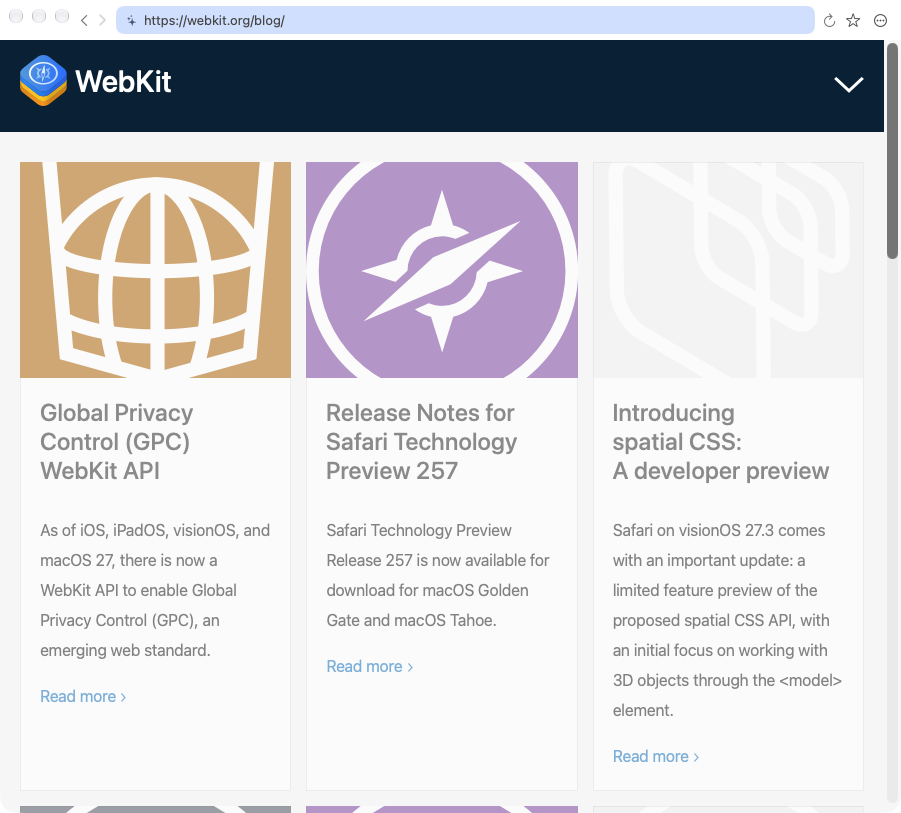 https://webkit.org/blog/
WebKit
Global Privacy
Control (GPC)
WebKit API
As of iOS, iPadOS, visionOS, and
macOS 27, there is now a
WebKit API to enable Global
Privacy Control (GPC), an
emerging web standard.
Read more ›
Release Notes for
Safari Technology
Preview 257
Safari Technology Preview
Release 257 is now available for
download for macOS Golden
Gate and macOS Tahoe.
Read more ›
Introducing
spatial CSS:
A developer preview
Safari on visionOS 27.3 comes
with an important update: a
limited feature preview of the
proposed spatial CSS API, with
an initial focus on working with
3D objects through the <model>
element.
Read more ›